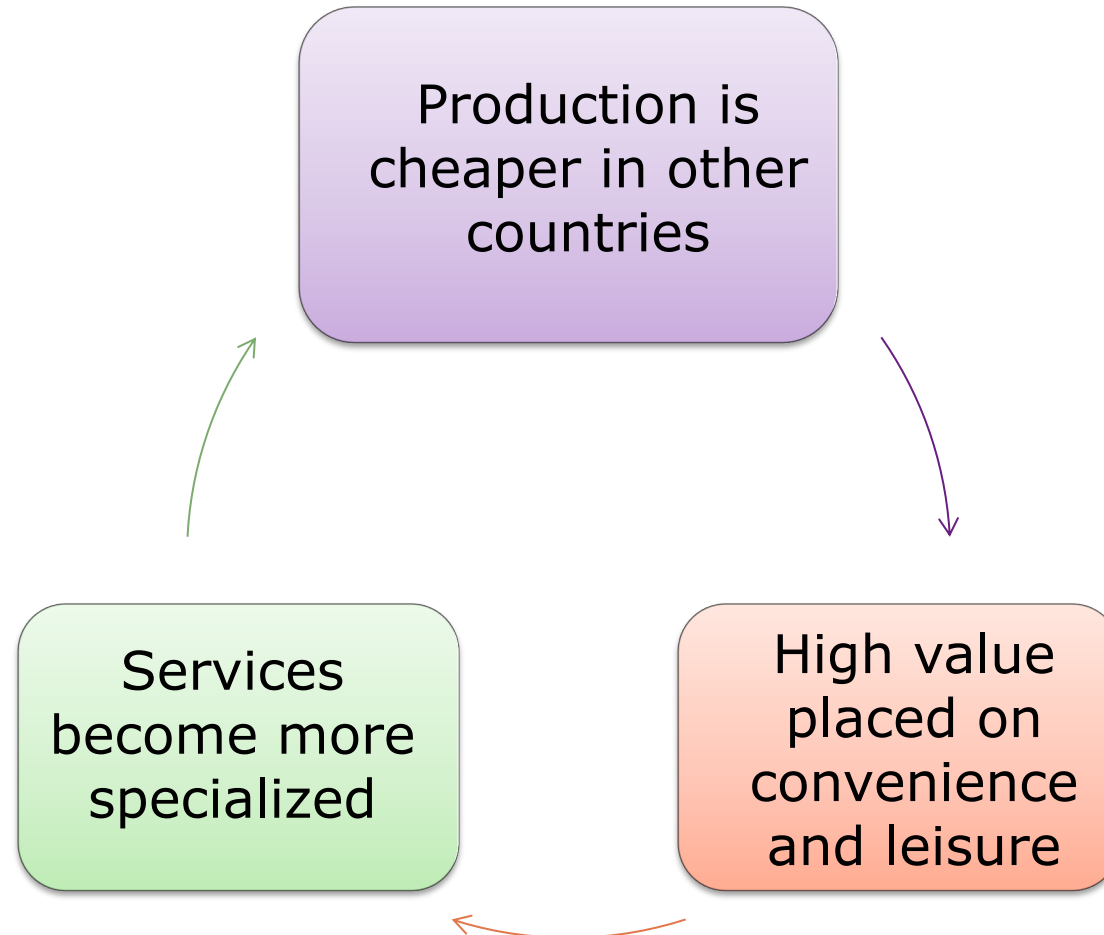 Production is
cheaper in other
countries
High value
placed on
convenience
and leisure
Services
become more
specialized